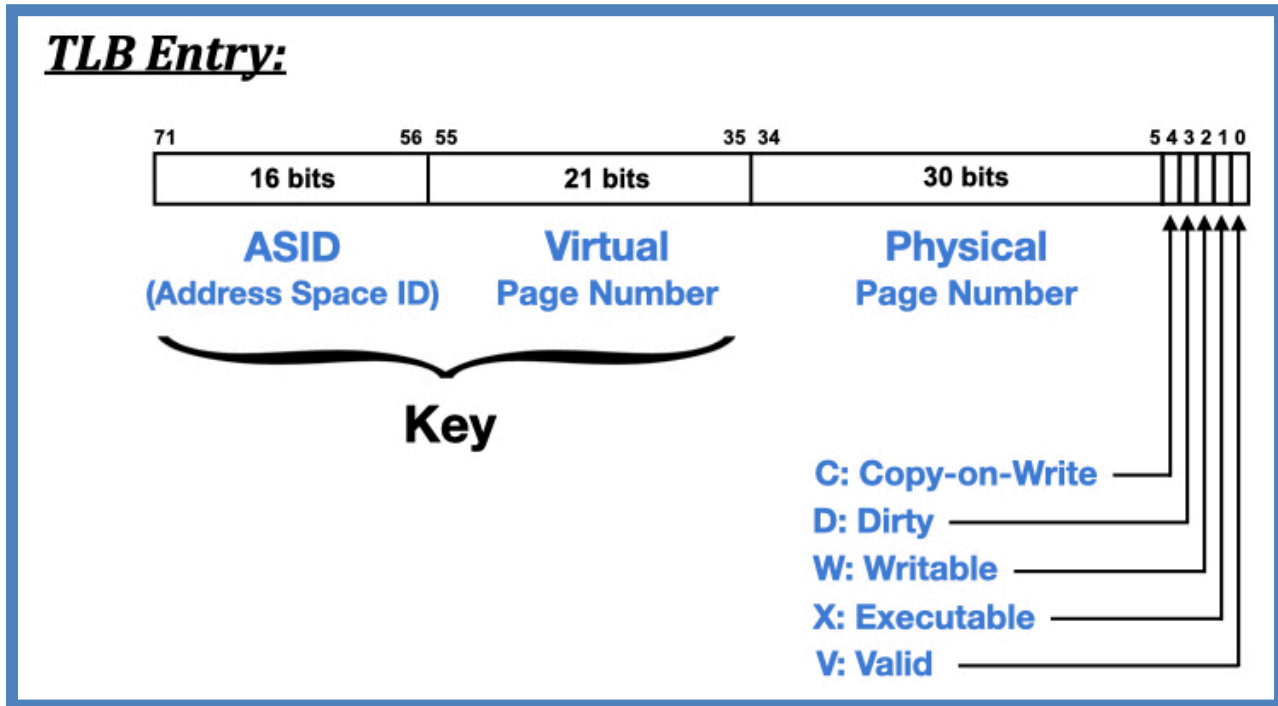 TLB Entry:
71 56 55 35 34 5 4 3 2 1 0
16 bits 21 bits 30 bits
ASID Virtual Physical
(Address Space ID) Page Number Page Number
Key
C: Copy-on-Write
D: Dirty
W: Writable
X: Executable
V: Valid